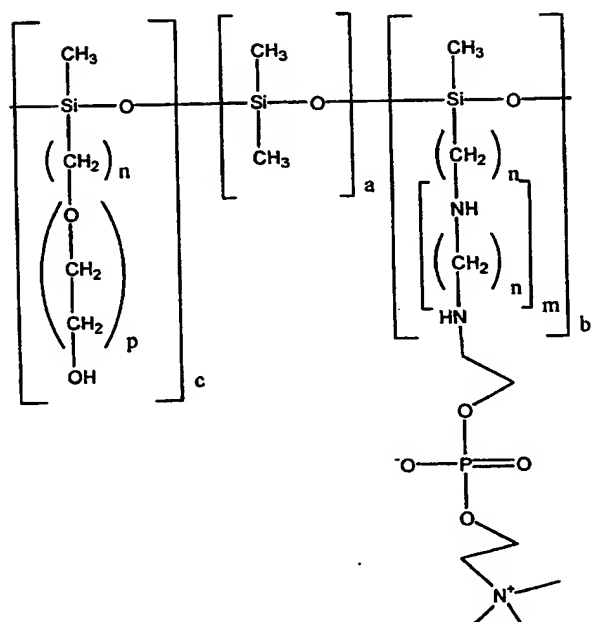 CH₃ CH₃ CH₃
Si O Si O Si O
(CH₂)n CH₃ a (CH₂)n
O NH
CH₂ (CH₂)n
CH₂ p m
HN b
OH c
O
⁻O P O
O
N⁺